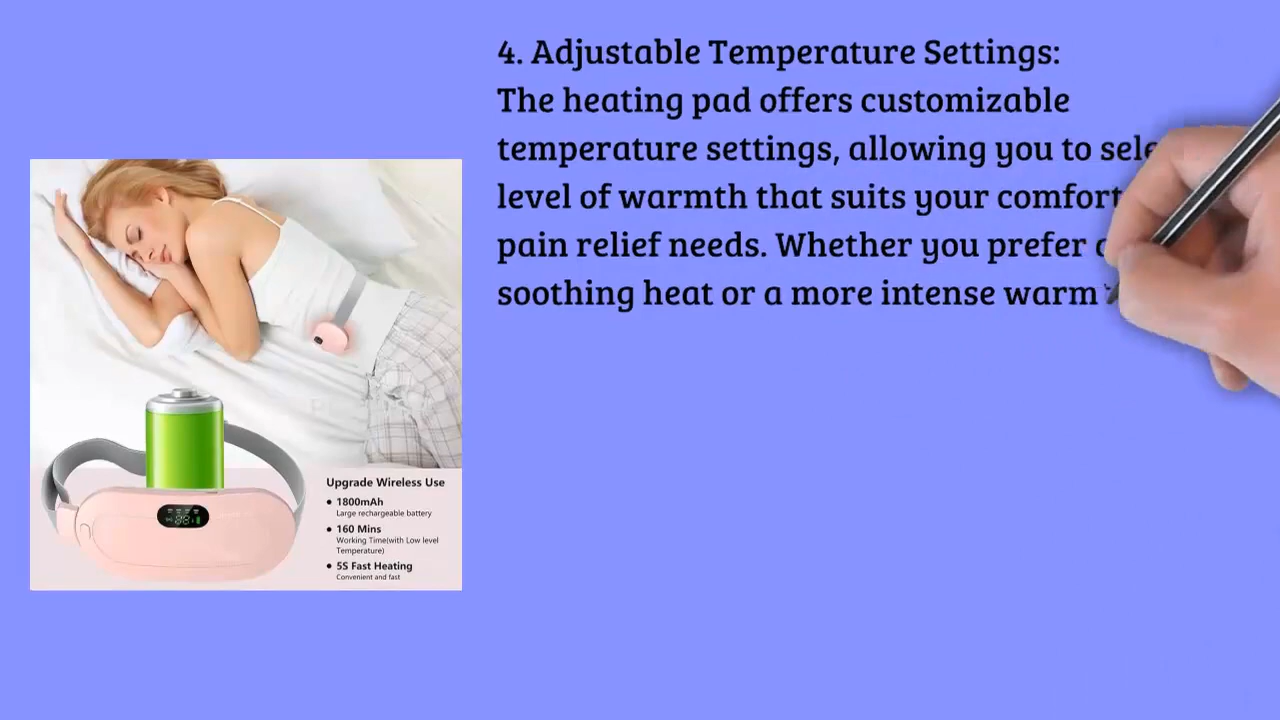 4. Adjustable Temperature Settings:
The heating pad offers customizable
temperature settings, allowing you to
level of warmth that suits your comfort
pain relief needs. Whether you prefer
soothing heat or a more intense warm
Upgrade Wireless Use
1800mAh
Large rechargeable battery
160 Mins
Working Time(with Low level
Temperature)
5S Fast Heating
Convenient and fast